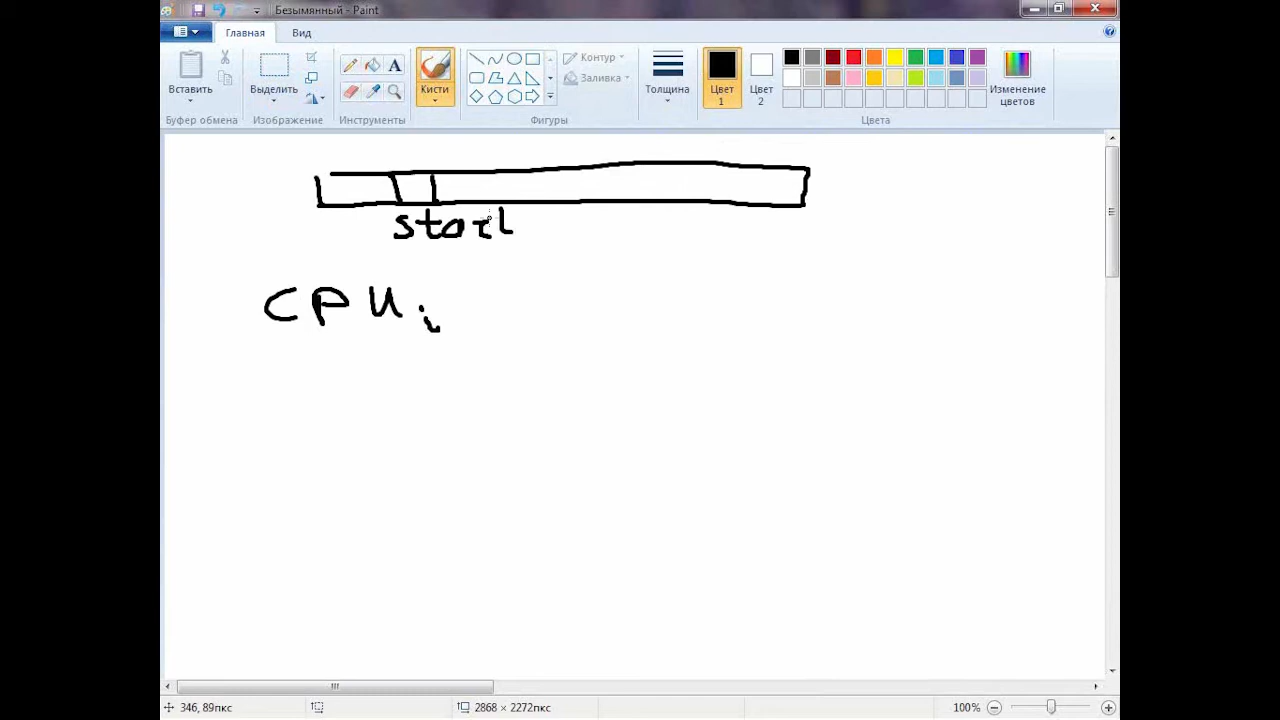 Безымянный - Paint
Главная Вид
Вставить
Выделить
Кисти
Контур
Заливка
Толщина
Цвет 1
Цвет 2
Изменение цветов
Буфер обмена Изображение Инструменты Фигуры Цвета
start
CPU;
346, 89пкс 2868 × 2272пкс 100%